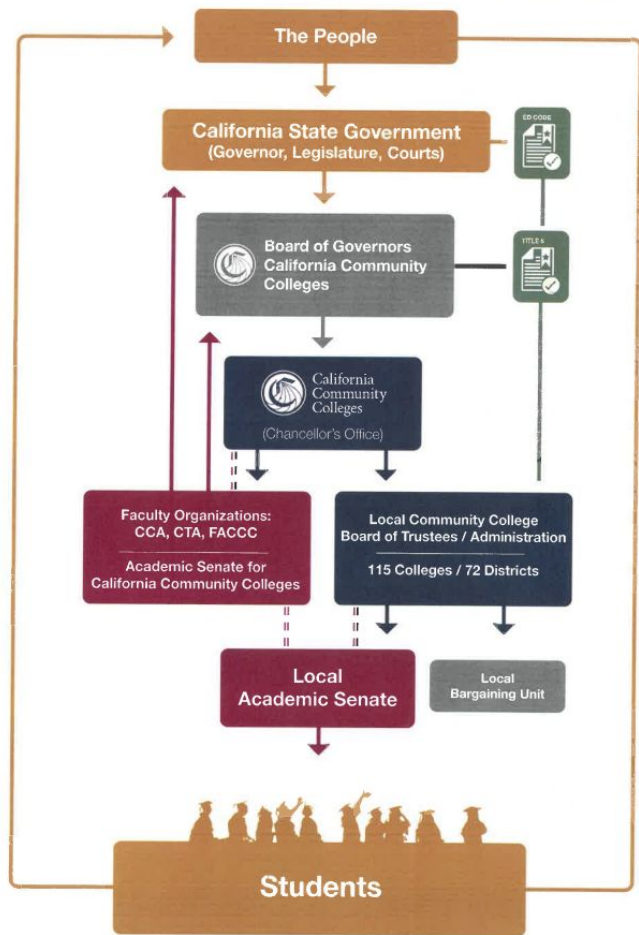 The People
California State Government
(Governor, Legislature, Courts)
ED CODE
Board of Governors
California Community
Colleges
TITLE 5
California
Community
Colleges
(Chancellor's Office)
Faculty Organizations:
CCA, CTA, FACCC
Academic Senate for
California Community Colleges
Local Community College
Board of Trustees / Administration
115 Colleges / 72 Districts
Local
Academic Senate
Local
Bargaining Unit
Students